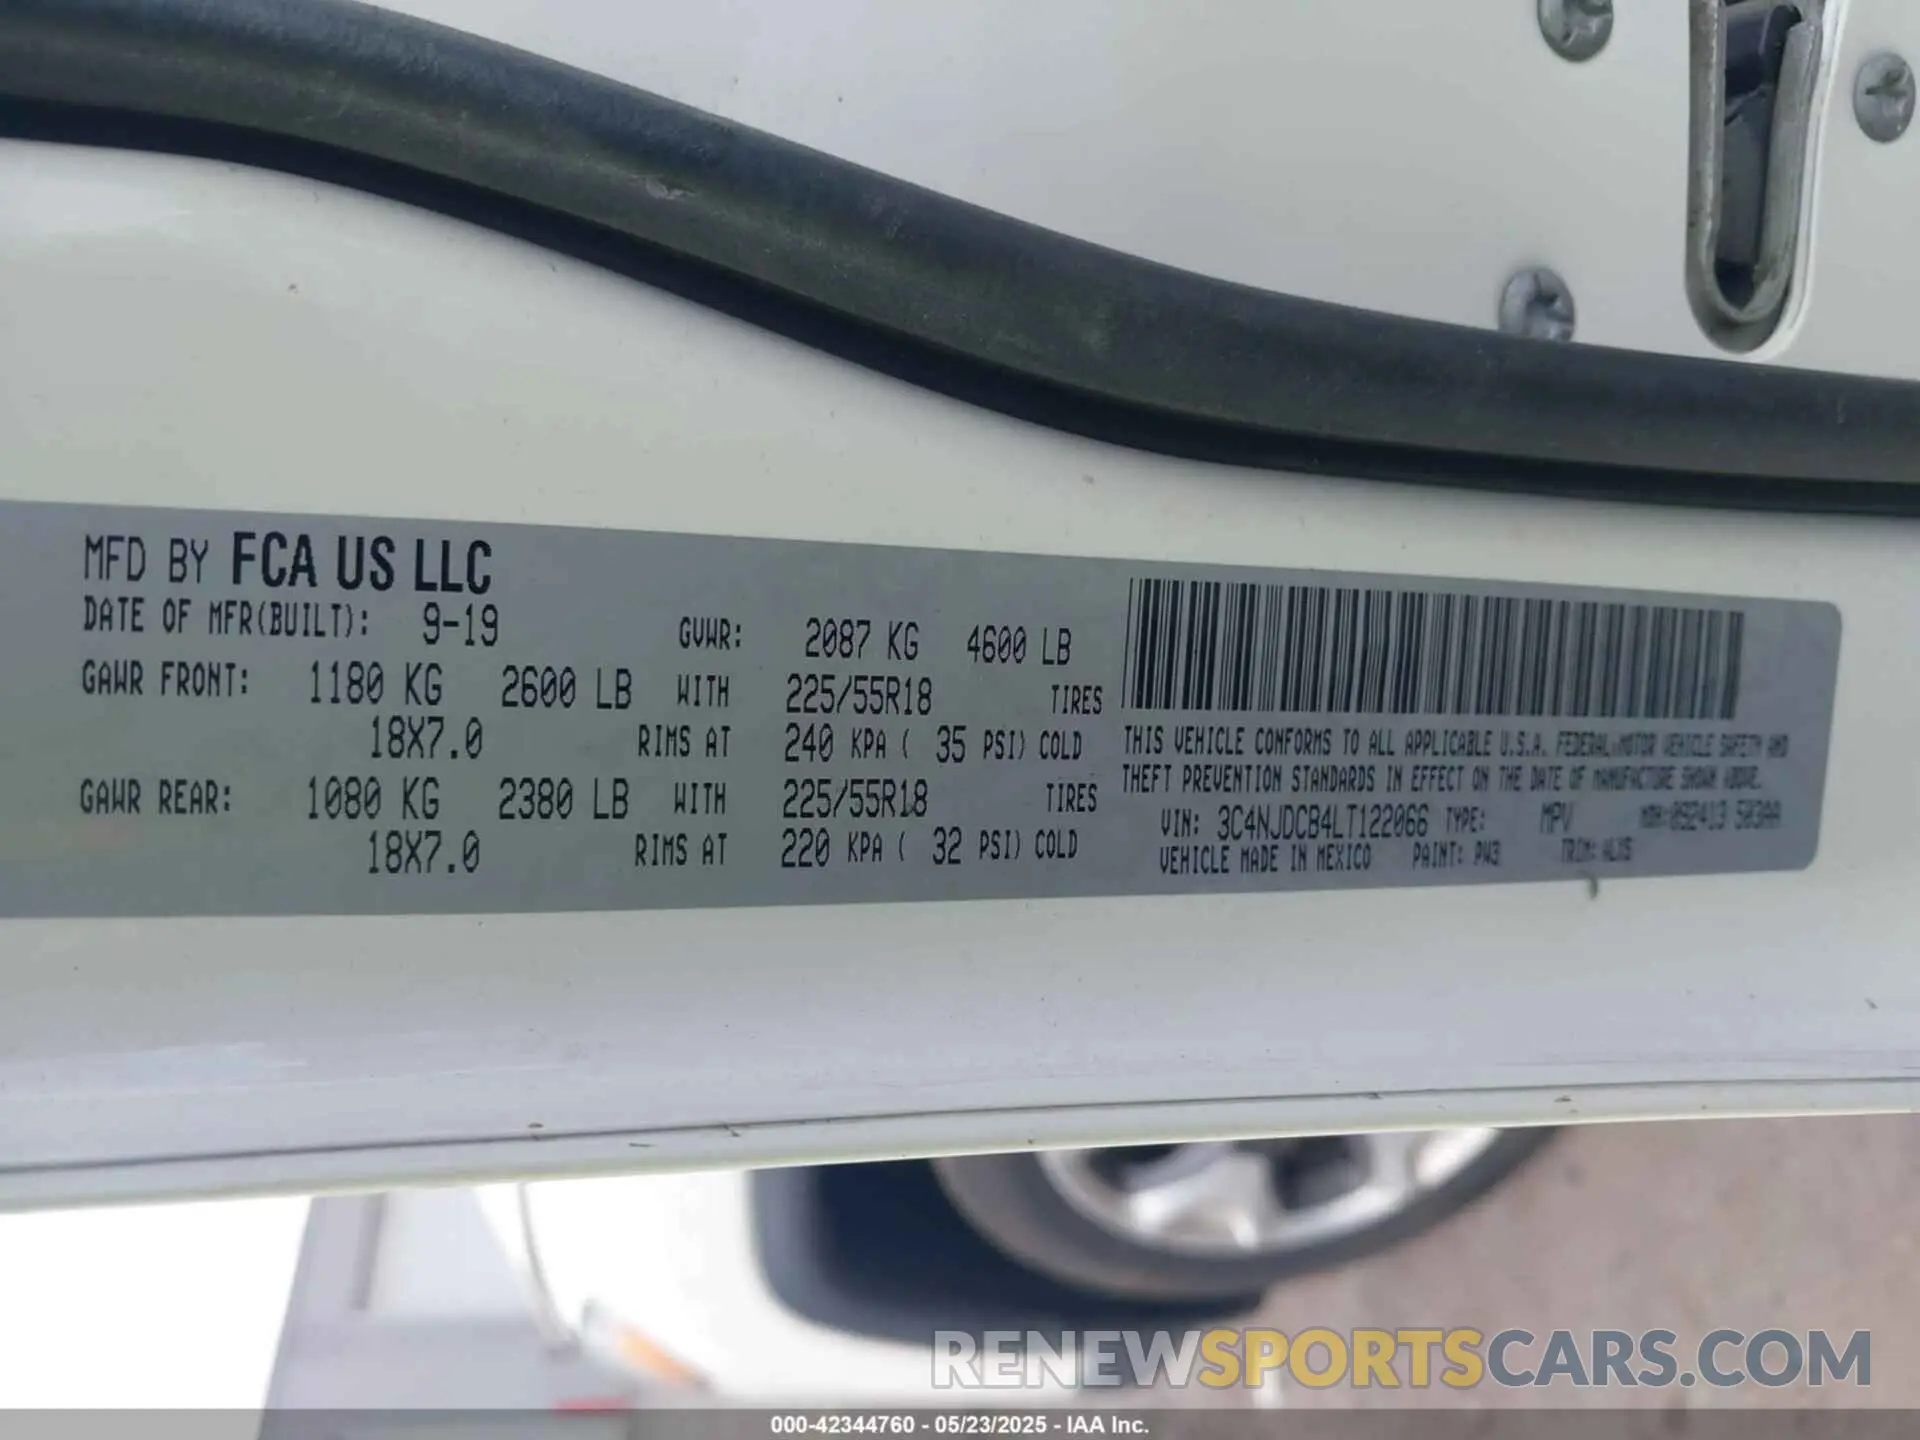 MFD BY FCA US LLC
DATE OF MFR(BUILT): 9-19 GVWR: 2087 KG 4600 LB
GAWR FRONT: 1180 KG 2600 LB WITH 225/55R18 TIRES
18X7.0 RIMS AT 240 KPA ( 35 PSI) COLD
GAWR REAR: 1080 KG 2380 LB WITH 225/55R18 TIRES
18X7.0 RIMS AT 220 KPA ( 32 PSI) COLD
THIS VEHICLE CONFORMS TO ALL APPLICABLE U.S.A. FEDERAL MOTOR VEHICLE SAFETY AND
THEFT PREVENTION STANDARDS IN EFFECT ON THE DATE OF MANUFACTURE SHOWN ABOVE.
VIN: 3C4NJDCB4LT122066 TYPE: MPV
VEHICLE MADE IN MEXICO PAINT: PW3 TRIM:
RENEWSPORTSCARS.COM
000-42344760 - 05/23/2025 - IAA Inc.